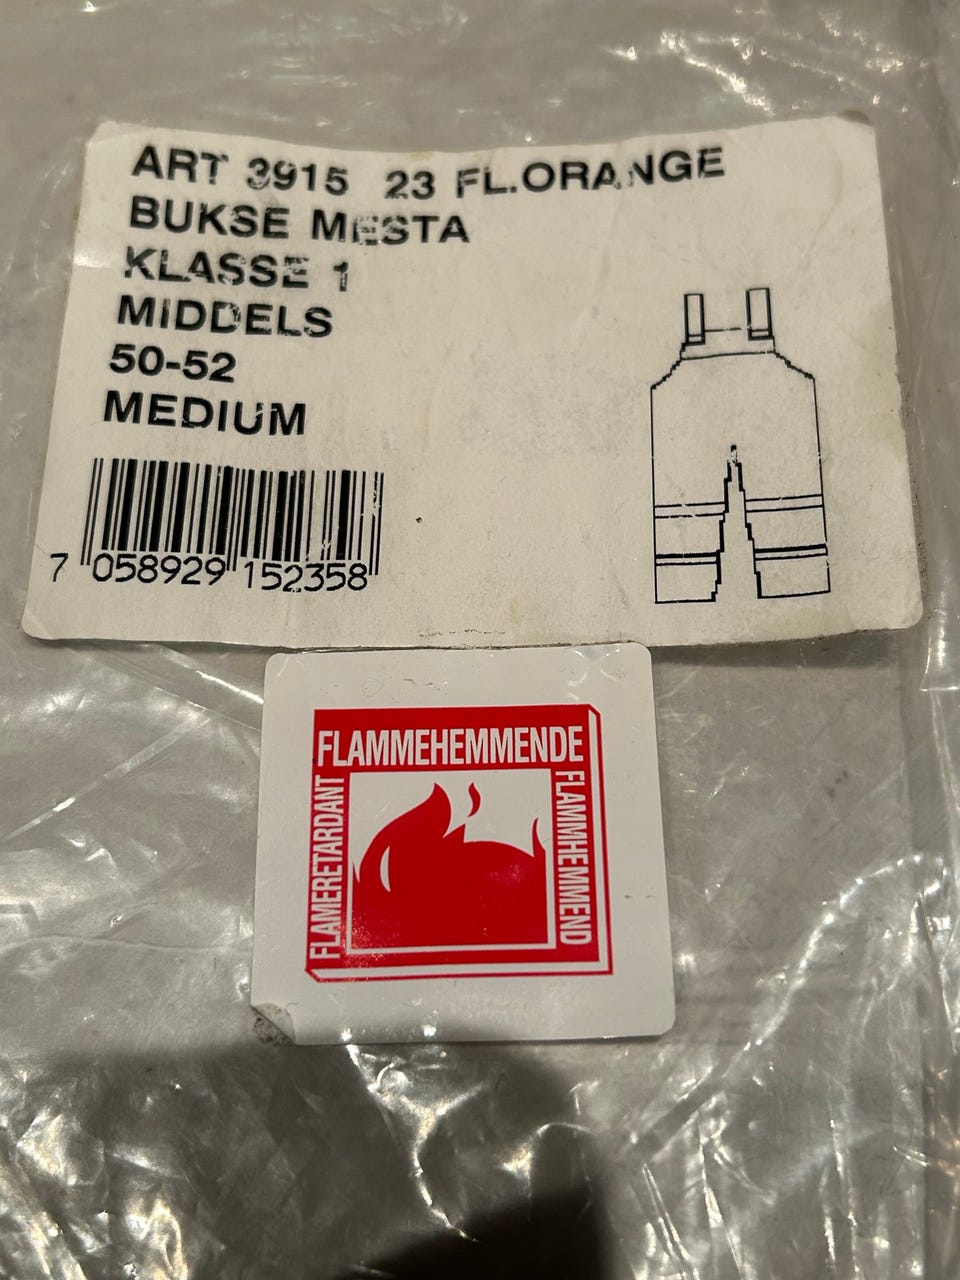 ART 3915 23 FL.ORANGE
BUKSE MESTA
KLASSE 1
MIDDELS
50-52
MEDIUM
7 058929 152358
FLAMMEHEMMENDE
FLAMERETARDANT
FLAMMHEMMEND